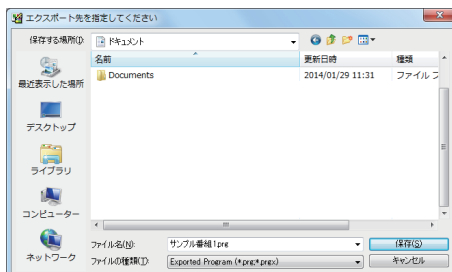 エクスポート先を指定してください
保存する場所(I): ドキュメント
名前 更新日時 種類
Documents 2014/01/29 11:31 ファイル フ
最近表示した場所
デスクトップ
ライブラリ
コンピューター
ネットワーク
ファイル名(N): サンプル番組1.prg 保存(S)
ファイルの種類(T): Exported Program (*.prg;*.prgx) キャンセル